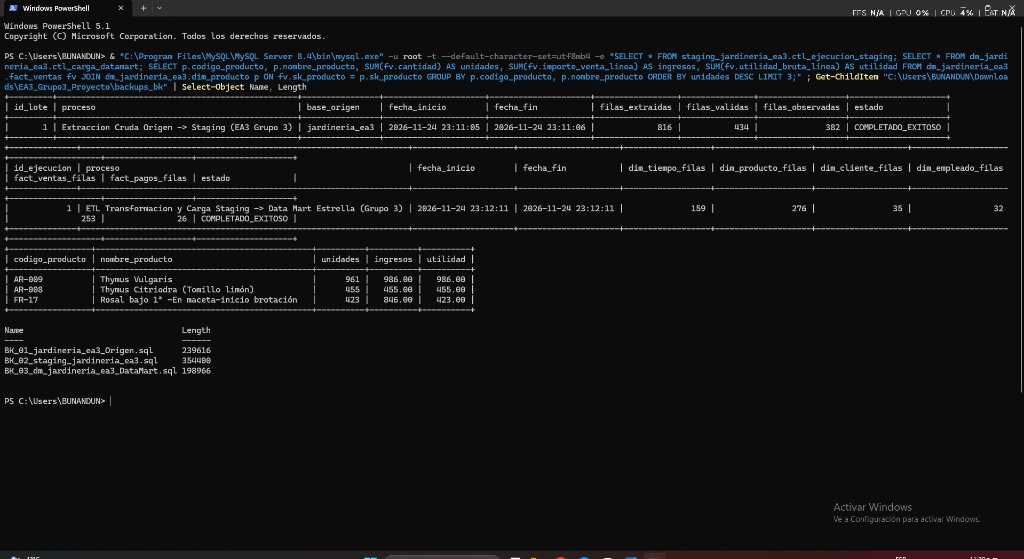 Windows PowerShell
FPS N/A | GPU 0% | CPU 4% | LAT N/A
Windows PowerShell 5.1
Copyright (C) Microsoft Corporation. Todos los derechos reservados.
PS C:\Users\BUNANDUN> & "C:\Program Files\MySQL\MySQL Server 8.4\bin\mysql.exe" -u root -t --default-character-set=utf8mb4 -e "SELECT * FROM staging_jardineria_ea3.ctl_ejecucion_staging; SELECT * FROM dm_jardi
neria_ea3.ctl_carga_datamart; SELECT p.codigo_producto, p.nombre_producto, SUM(fv.cantidad) AS unidades, SUM(fv.importe_venta_linea) AS ingresos, SUM(fv.utilidad_bruta_linea) AS utilidad FROM dm_jardineria_ea3
.fact_ventas fv JOIN dm_jardineria_ea3.dim_producto p ON fv.sk_producto = p.sk_producto GROUP BY p.codigo_producto, p.nombre_producto ORDER BY unidades DESC LIMIT 3;" ; Get-ChildItem "C:\Users\BUNANDUN\Downloa
ds\EA3_Grupo3_Proyecto\backups_bk" | Select-Object Name, Length
| id_lote | proceso | base_origen | fecha_inicio | fecha_fin | filas_extraidas | filas_validas | filas_observadas | estado |
| 1 | Extraccion Cruda Origen -> Staging (EA3 Grupo 3) | jardineria_ea3 | 2026-11-24 23:11:05 | 2026-11-24 23:11:06 | 816 | 434 | 382 | COMPLETADO_EXITOSO |
| id_ejecucion | proceso | fecha_inicio | fecha_fin | dim_tiempo_filas | dim_producto_filas | dim_cliente_filas | dim_empleado_filas
| fact_ventas_filas | fact_pagos_filas | estado |
| 1 | ETL Transformacion y Carga Staging -> Data Mart Estrella (Grupo 3) | 2026-11-24 23:12:11 | 2026-11-24 23:12:11 | 159 | 276 | 35 | 32
| 253 | 26 | COMPLETADO_EXITOSO |
| codigo_producto | nombre_producto | unidades | ingresos | utilidad |
| AR-009 | Thymus Vulgaris | 961 | 986.00 | 986.00 |
| AR-008 | Thymus Citriodra (Tomillo limón) | 455 | 455.00 | 455.00 |
| FR-17 | Rosal bajo 1ª -En maceta-inicio brotación | 423 | 846.00 | 423.00 |
Name Length
---- ------
BK_01_jardineria_ea3_Origen.sql 239616
BK_02_staging_jardineria_ea3.sql 354400
BK_03_dm_jardineria_ea3_DataMart.sql 198966
PS C:\Users\BUNANDUN>
Activar Windows
Ve a Configuración para activar Windows.